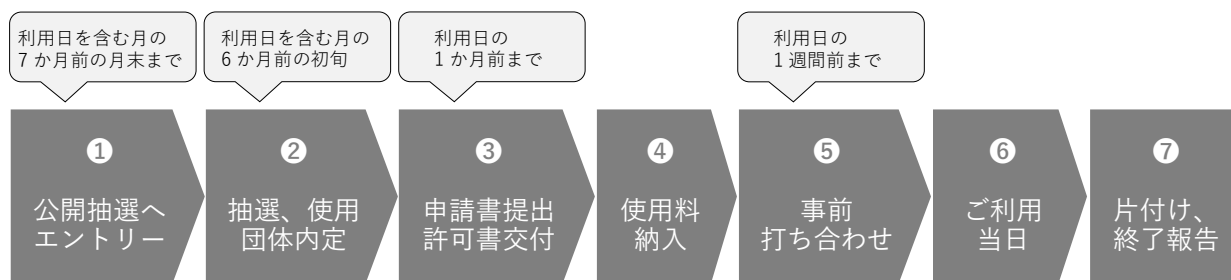 利用日を含む月の
7 か月前の月末まで
利用日を含む月の
6 か月前の初旬
利用日の
1 か月前まで
利用日の
1 週間前まで
❶
公開抽選へ
エントリー
❷
抽選、使用
団体内定
❸
申請書提出
許可書交付
❹
使用料
納入
❺
事前
打ち合わせ
❻
ご利用
当日
❼
片付け、
終了報告